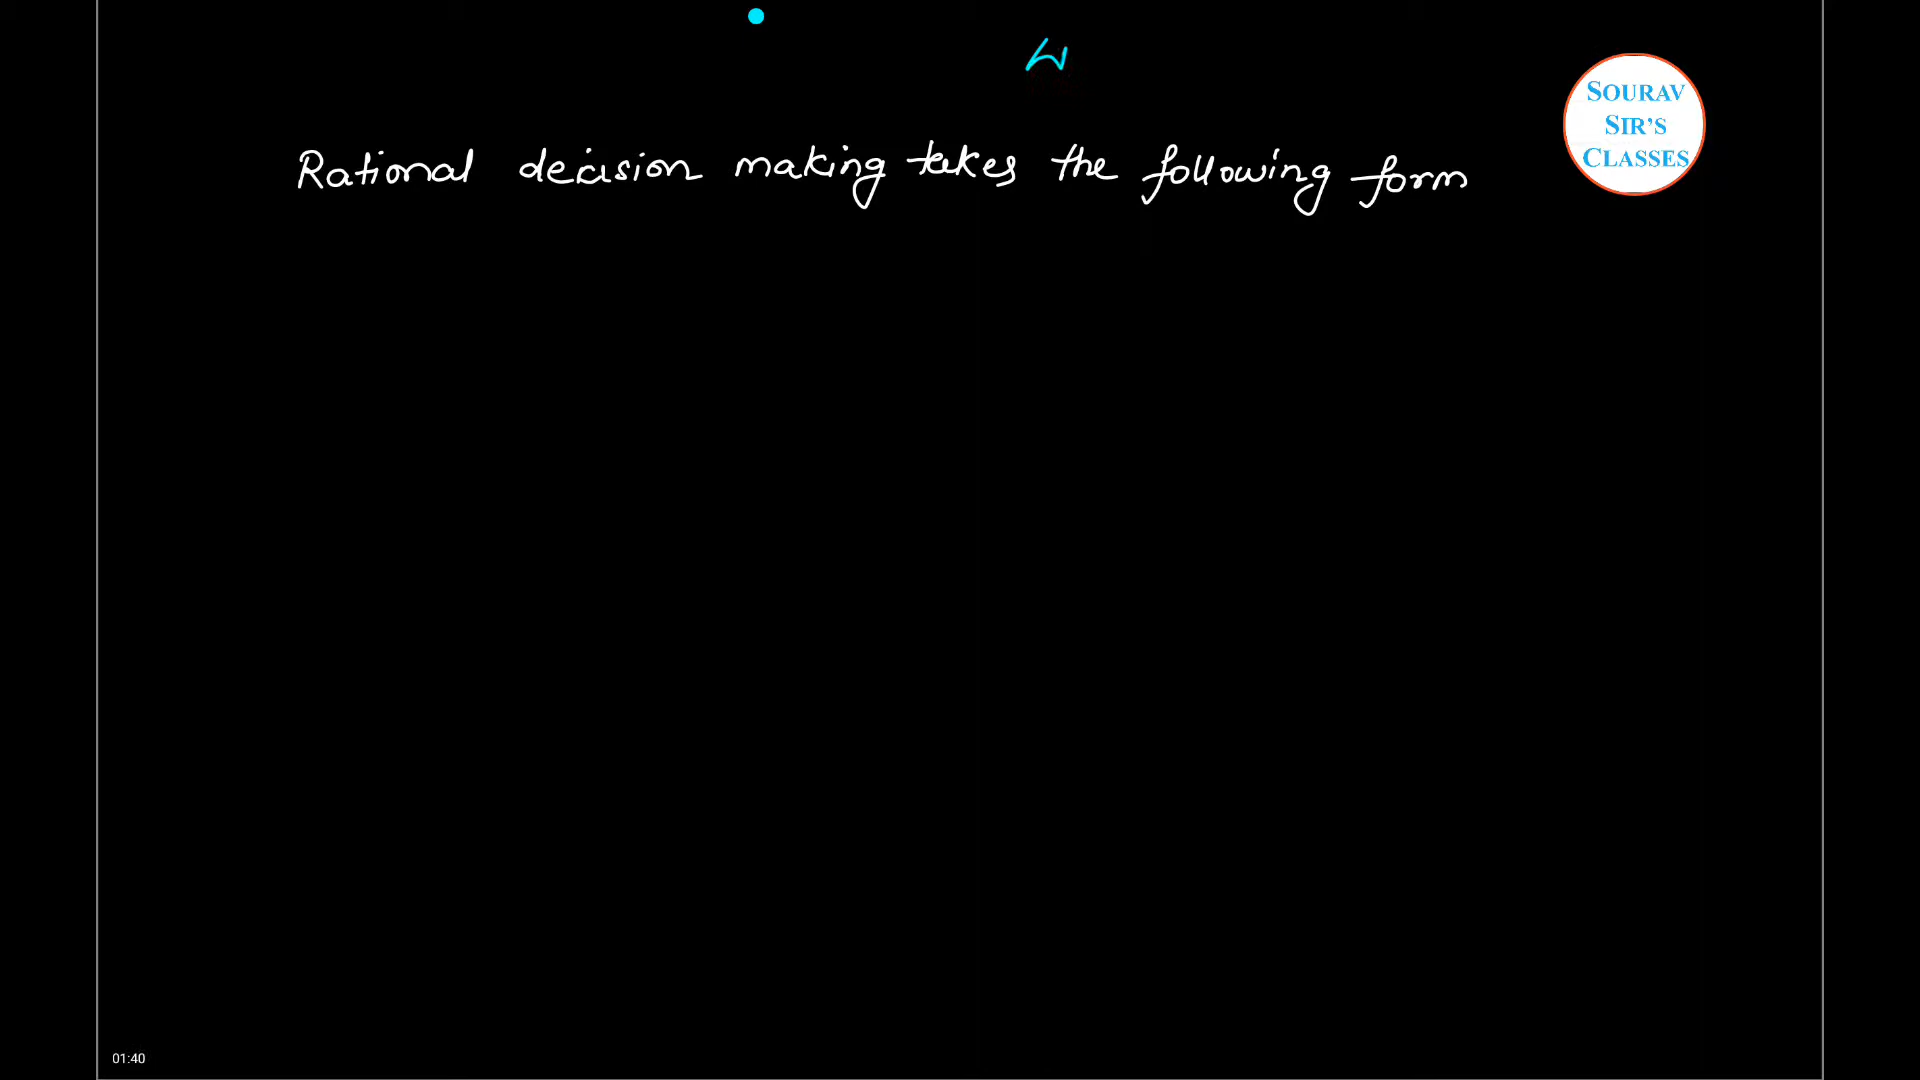 SOURAV
SIR'S
CLASSES
Rational decision making takes the following form
01:40